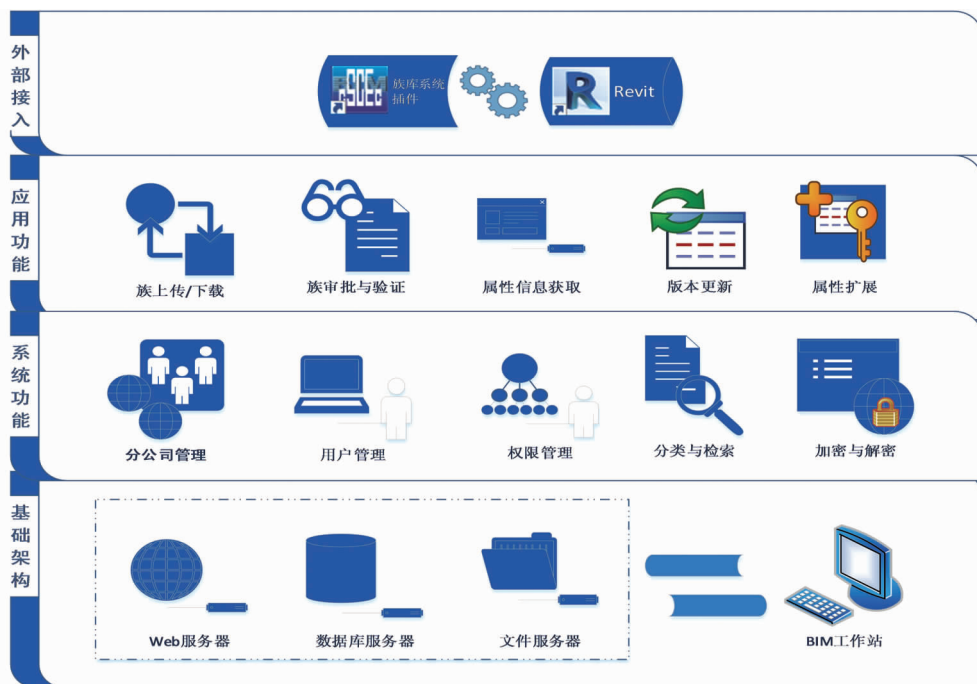 外部接入
CSCEC
族库系统
插件
R
Revit
应用功能
族上传/下载
族审批与验证
属性信息获取
版本更新
属性扩展
系统功能
分公司管理
用户管理
权限管理
分类与检索
加密与解密
基础架构
Web服务器
数据库服务器
文件服务器
BIM工作站